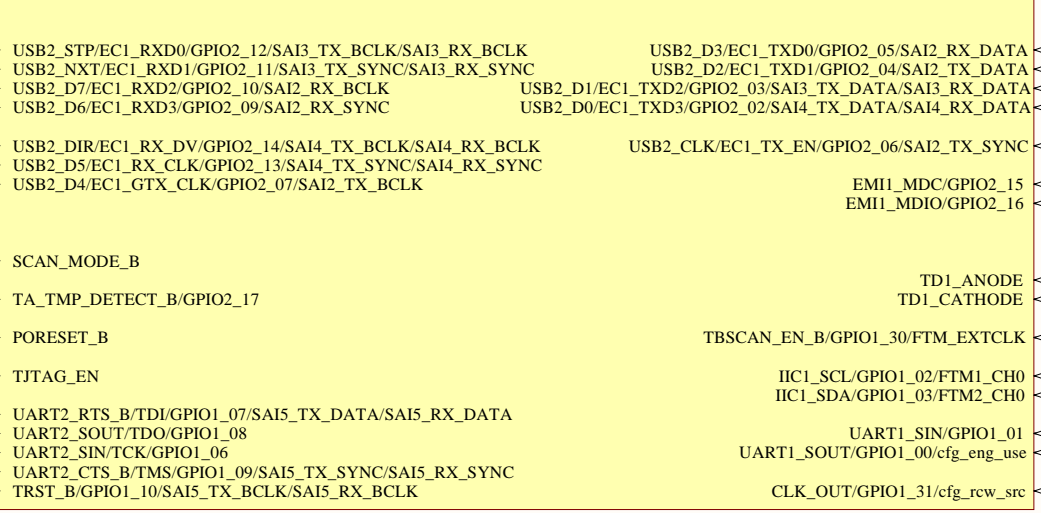 USB2_STP/EC1_RXD0/GPIO2_12/SAI3_TX_BCLK/SAI3_RX_BCLK
USB2_NXT/EC1_RXD1/GPIO2_11/SAI3_TX_SYNC/SAI3_RX_SYNC
USB2_D7/EC1_RXD2/GPIO2_10/SAI2_RX_BCLK
USB2_D6/EC1_RXD3/GPIO2_09/SAI2_RX_SYNC
USB2_DIR/EC1_RX_DV/GPIO2_14/SAI4_TX_BCLK/SAI4_RX_BCLK
USB2_D5/EC1_RX_CLK/GPIO2_13/SAI4_TX_SYNC/SAI4_RX_SYNC
USB2_D4/EC1_GTX_CLK/GPIO2_07/SAI2_TX_BCLK
SCAN_MODE_B
TA_TMP_DETECT_B/GPIO2_17
PORESET_B
TJTAG_EN
UART2_RTS_B/TDI/GPIO1_07/SAI5_TX_DATA/SAI5_RX_DATA
UART2_SOUT/TDO/GPIO1_08
UART2_SIN/TCK/GPIO1_06
UART2_CTS_B/TMS/GPIO1_09/SAI5_TX_SYNC/SAI5_RX_SYNC
TRST_B/GPIO1_10/SAI5_TX_BCLK/SAI5_RX_BCLK
USB2_D3/EC1_TXD0/GPIO2_05/SAI2_RX_DATA
USB2_D2/EC1_TXD1/GPIO2_04/SAI2_TX_DATA
USB2_D1/EC1_TXD2/GPIO2_03/SAI3_TX_DATA/SAI3_RX_DATA
USB2_D0/EC1_TXD3/GPIO2_02/SAI4_TX_DATA/SAI4_RX_DATA
USB2_CLK/EC1_TX_EN/GPIO2_06/SAI2_TX_SYNC
EMI1_MDC/GPIO2_15
EMI1_MDIO/GPIO2_16
TD1_ANODE
TD1_CATHODE
TBSCAN_EN_B/GPIO1_30/FTM_EXTCLK
IIC1_SCL/GPIO1_02/FTM1_CH0
IIC1_SDA/GPIO1_03/FTM2_CH0
UART1_SIN/GPIO1_01
UART1_SOUT/GPIO1_00/cfg_eng_use
CLK_OUT/GPIO1_31/cfg_rcw_src